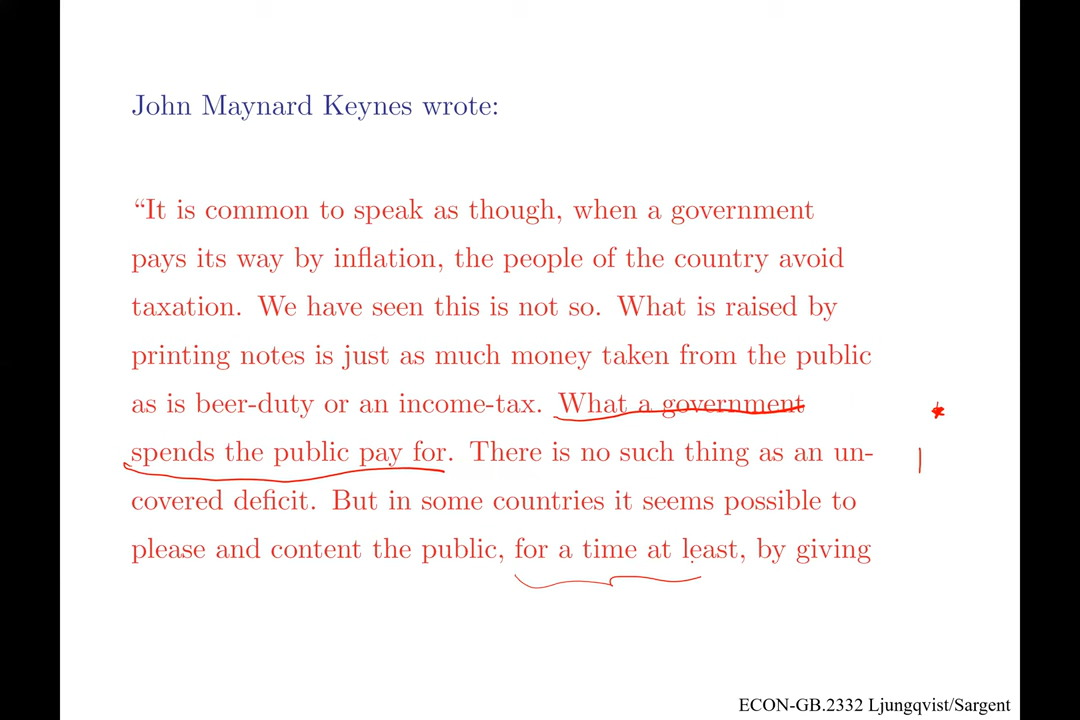 John Maynard Keynes wrote:
“It is common to speak as though, when a government
pays its way by inflation, the people of the country avoid
taxation. We have seen this is not so. What is raised by
printing notes is just as much money taken from the public
as is beer-duty or an income-tax. What a government
spends the public pay for. There is no such thing as an un-
covered deficit. But in some countries it seems possible to
please and content the public, for a time at least, by giving
ECON-GB.2332 Ljungqvist/Sargent